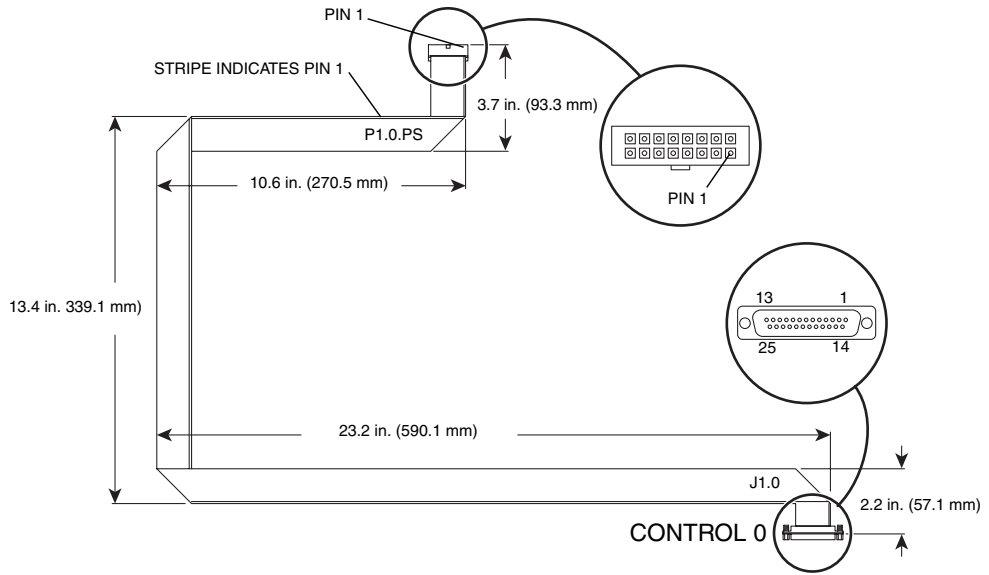 PIN 1
STRIPE INDICATES PIN 1
3.7 in. (93.3 mm)
P1.0.PS
10.6 in. (270.5 mm)
PIN 1
13.4 in. 339.1 mm)
13 1
25 14
23.2 in. (590.1 mm)
J1.0
2.2 in. (57.1 mm)
CONTROL 0